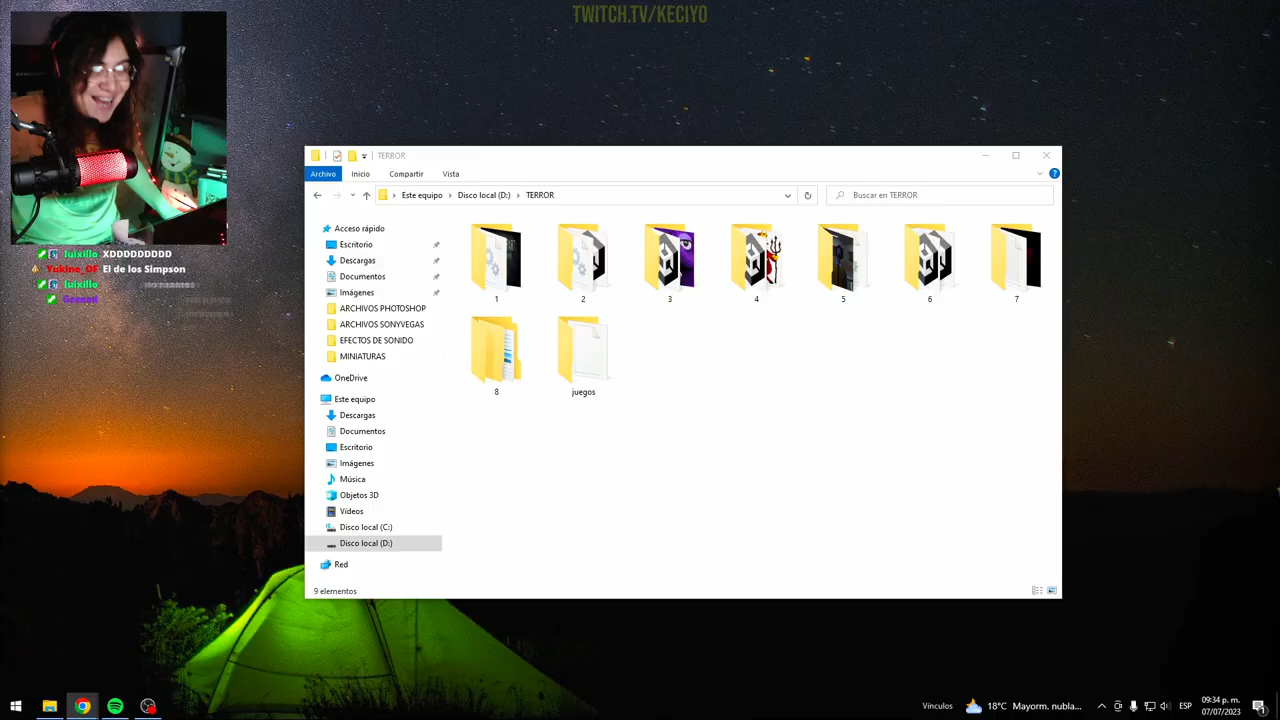 TWITCH.TV/KECIYO
luixillo XDDDDDDDDD
Yukine_OF El de los Simpson
luixillo
TERROR
Archivo Inicio Compartir Vista
Este equipo Disco local (D:) TERROR
Buscar en TERROR
Acceso rápido
Escritorio
Descargas
Documentos
Imágenes
ARCHIVOS PHOTOSHOP
ARCHIVOS SONYVEGAS
EFECTOS DE SONIDO
MINIATURAS
OneDrive
Este equipo
Descargas
Documentos
Escritorio
Imágenes
Música
Objetos 3D
Vídeos
Disco local (C:)
Disco local (D:)
Red
1 2 3 4 5 6 7
8 juegos
9 elementos
Vínculos 18°C Mayorm. nubla... ESP 09:34 p. m.
07/07/2023